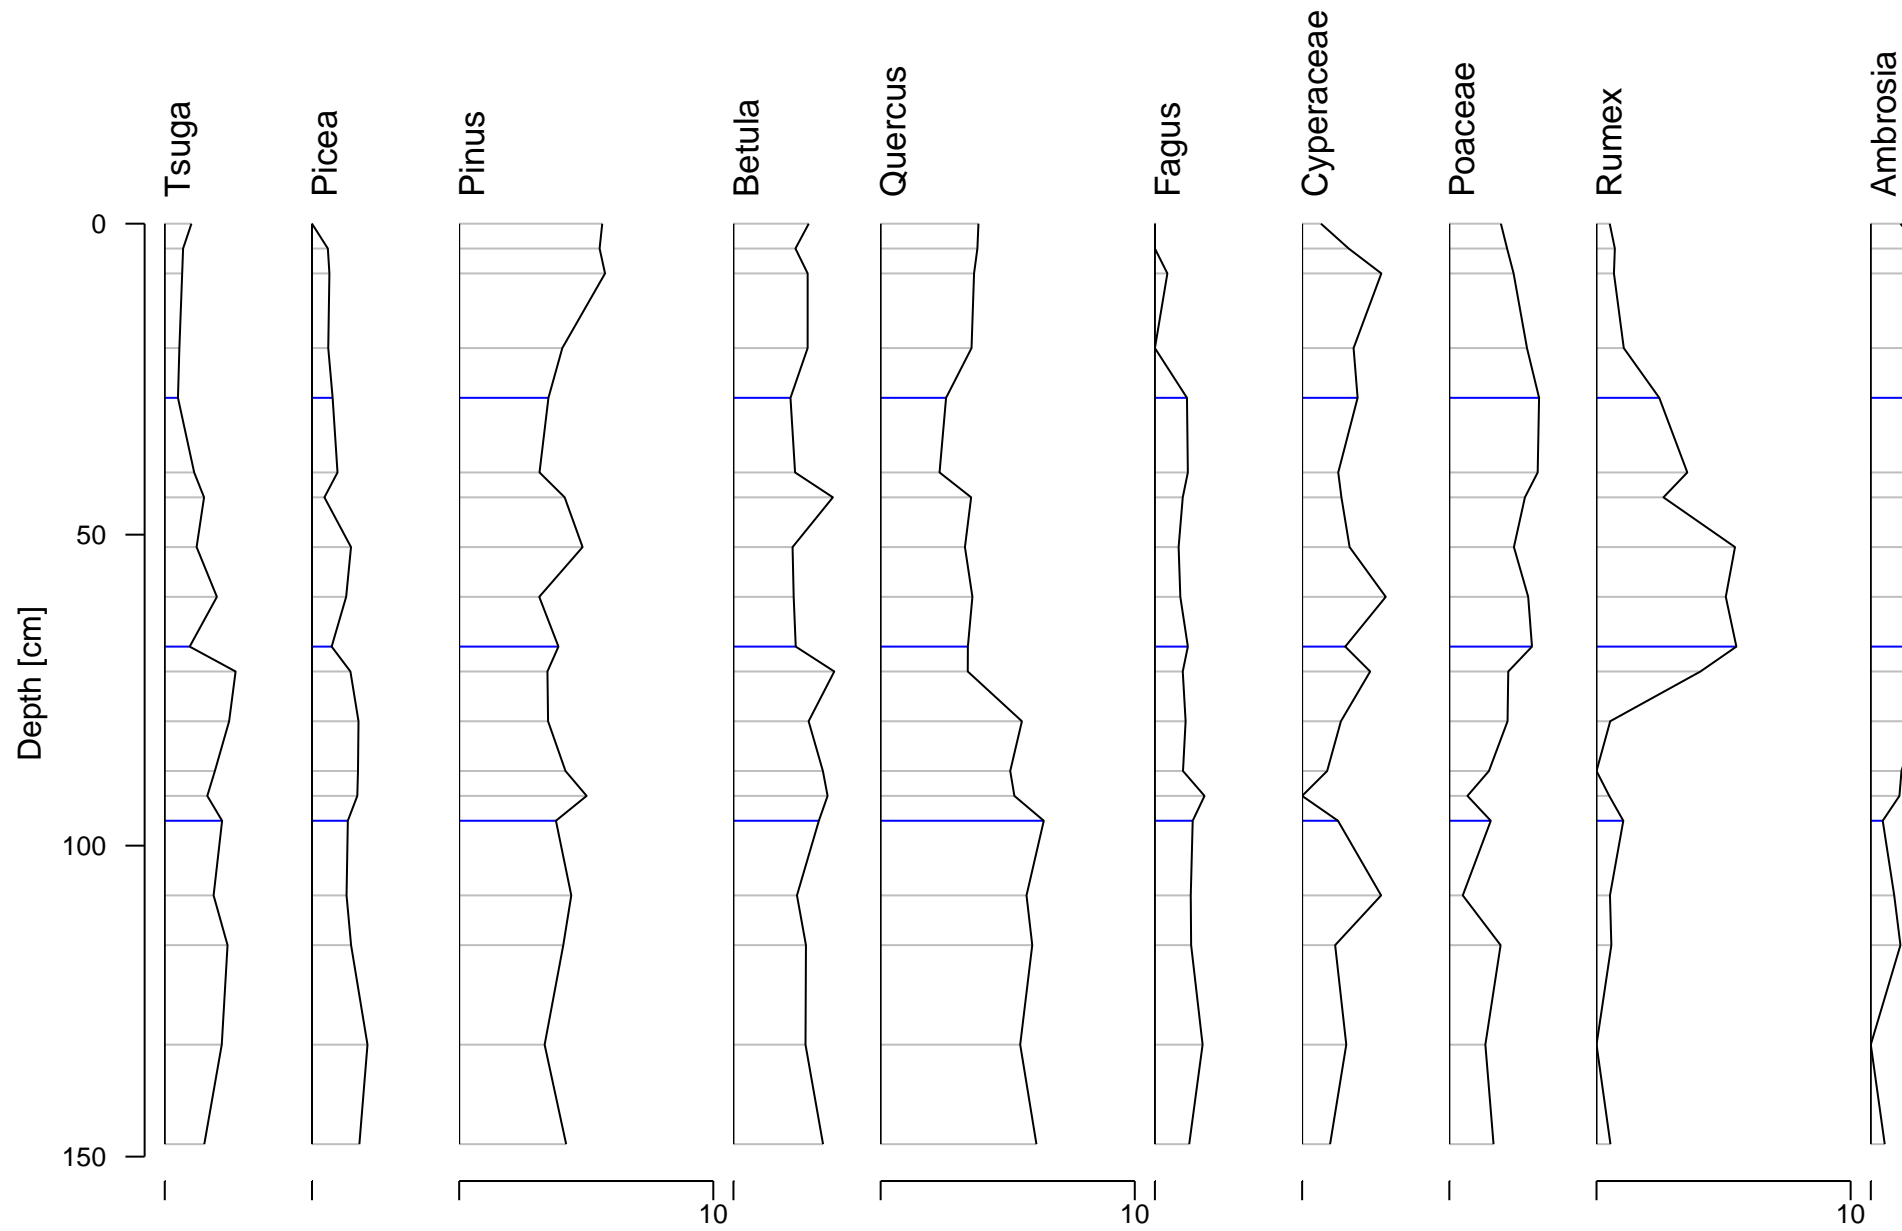 Tsuga
Picea
Pinus
Betula
Quercus
Fagus
Cyperaceae
Poaceae
Rumex
Ambrosia
0
50
100
150
Depth [cm]
10
10
10